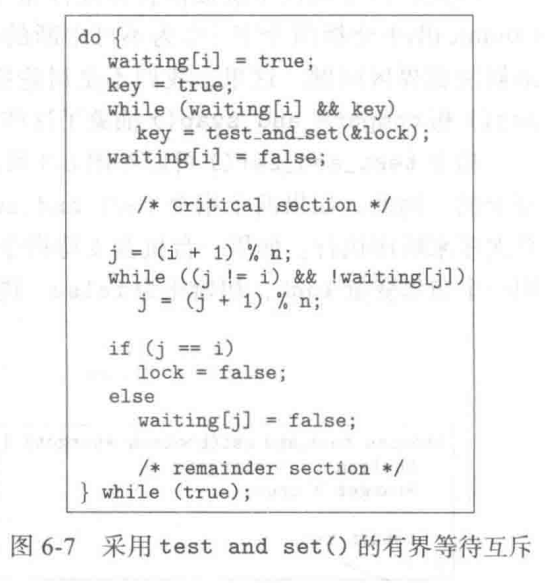 do {
waiting[i] = true;
key = true;
while (waiting[i] && key)
key = test_and_set(&lock);
waiting[i] = false;
/* critical section */
j = (i + 1) % n;
while ((j != i) && !waiting[j])
j = (j + 1) % n;
if (j == i)
lock = false;
else
waiting[j] = false;
/* remainder section */
} while (true);
图 6-7 采用 test and set() 的有界等待互斥